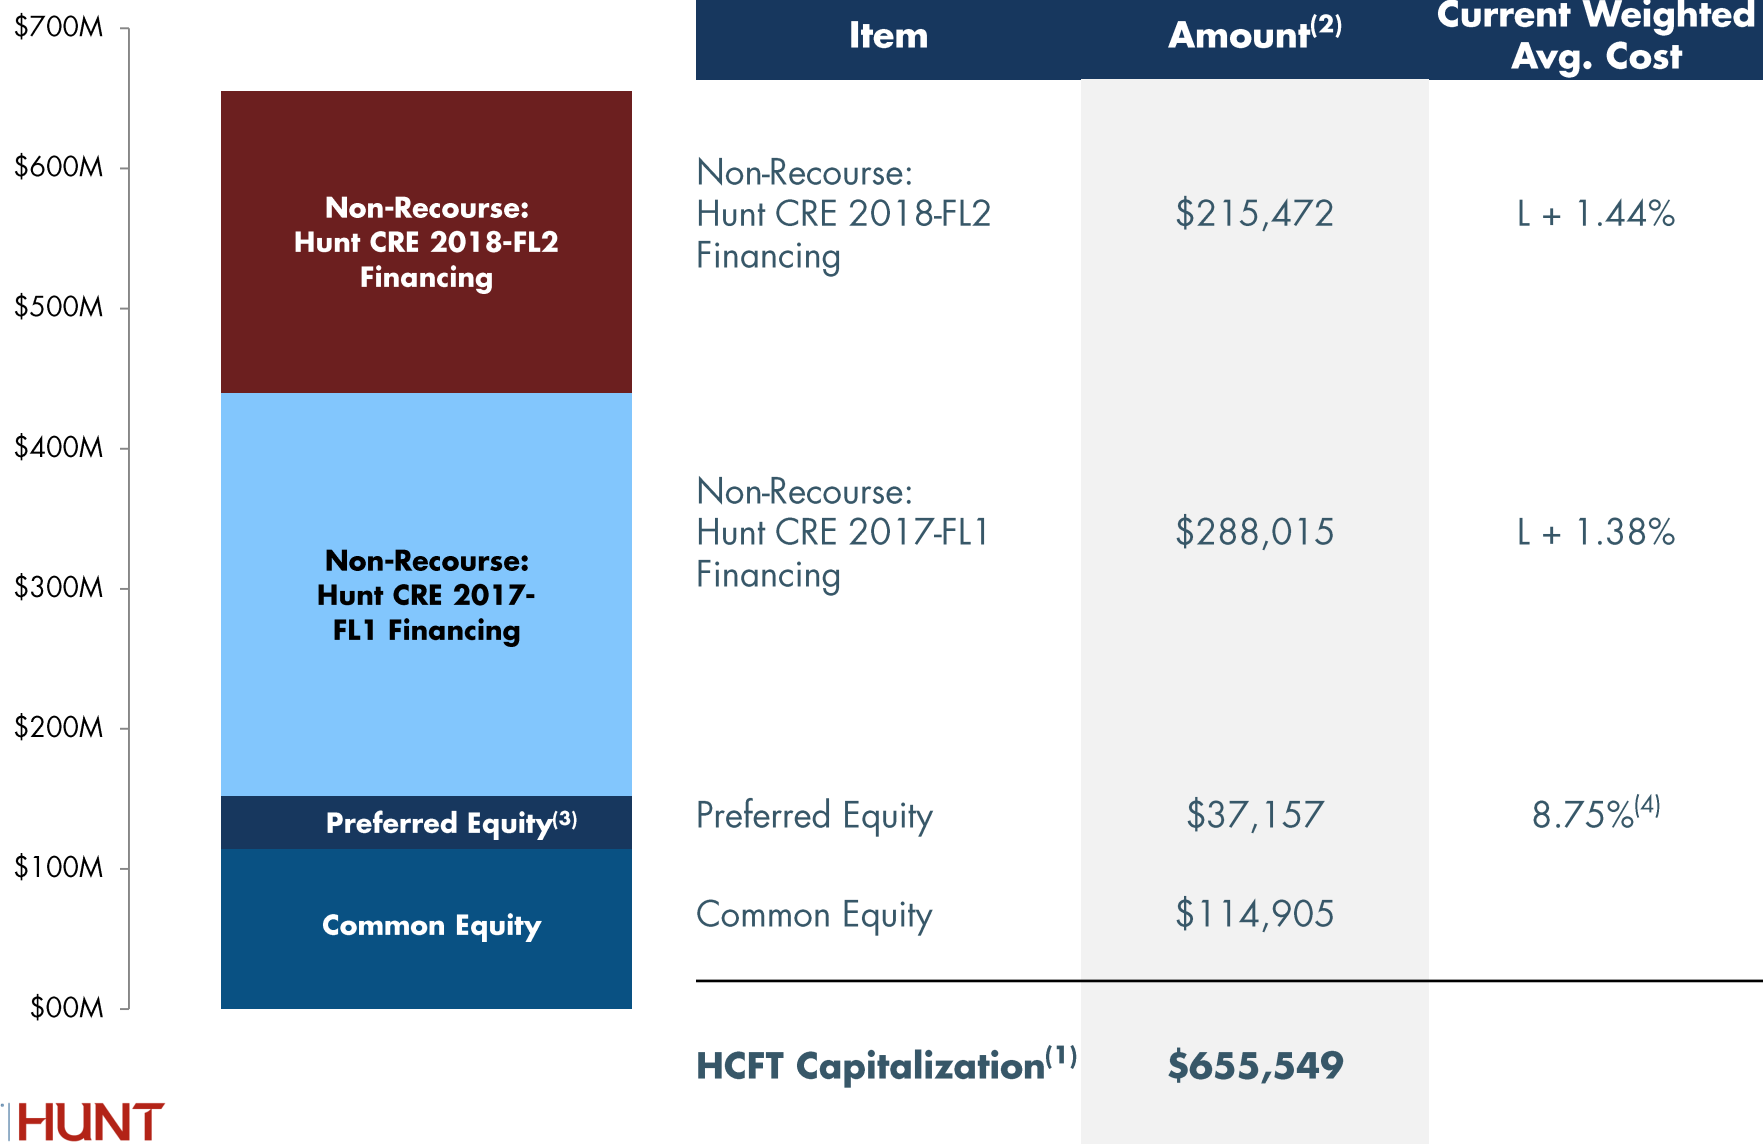 $700M
$600M
$500M
$400M
$300M
$200M
$100M
$00M
Non-Recourse:
Hunt CRE 2018-FL2
Financing
Non-Recourse:
Hunt CRE 2017-
FL1 Financing
Preferred Equity(3)
Common Equity
Item Amount(2) Current Weighted
Avg. Cost
Non-Recourse:
Hunt CRE 2018-FL2 $215,472 L + 1.44%
Financing
Non-Recourse:
Hunt CRE 2017-FL1 $288,015 L + 1.38%
Financing
Preferred Equity $37,157 8.75%(4)
Common Equity $114,905
HCFT Capitalization(1) $655,549
HUNT